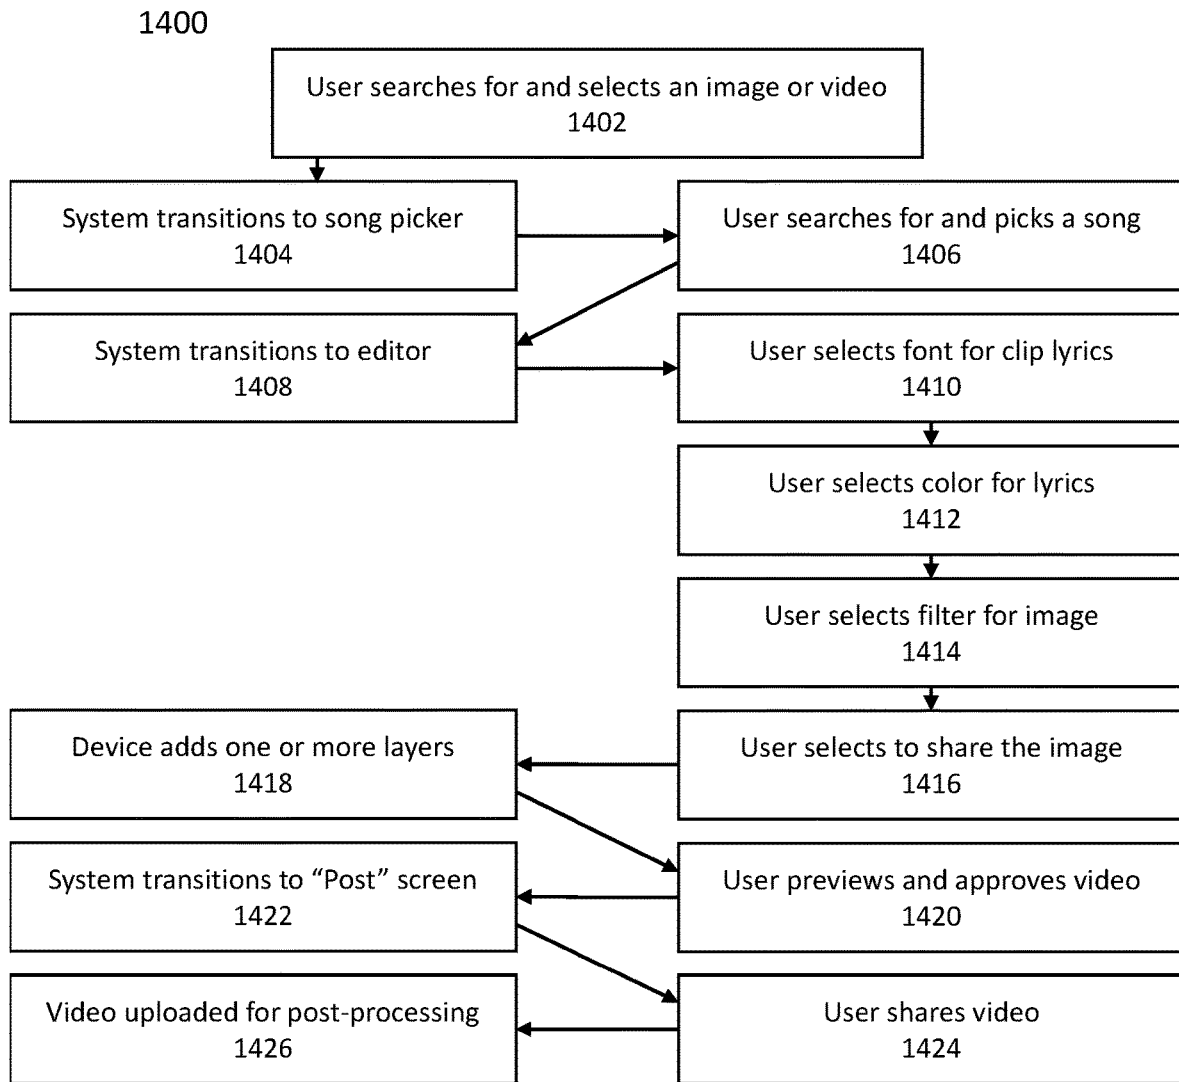 1400
User searches for and selects an image or video
1402
System transitions to song picker
1404
User searches for and picks a song
1406
System transitions to editor
1408
User selects font for clip lyrics
1410
User selects color for lyrics
1412
User selects filter for image
1414
User selects to share the image
1416
Device adds one or more layers
1418
User previews and approves video
1420
System transitions to “Post” screen
1422
User shares video
1424
Video uploaded for post-processing
1426